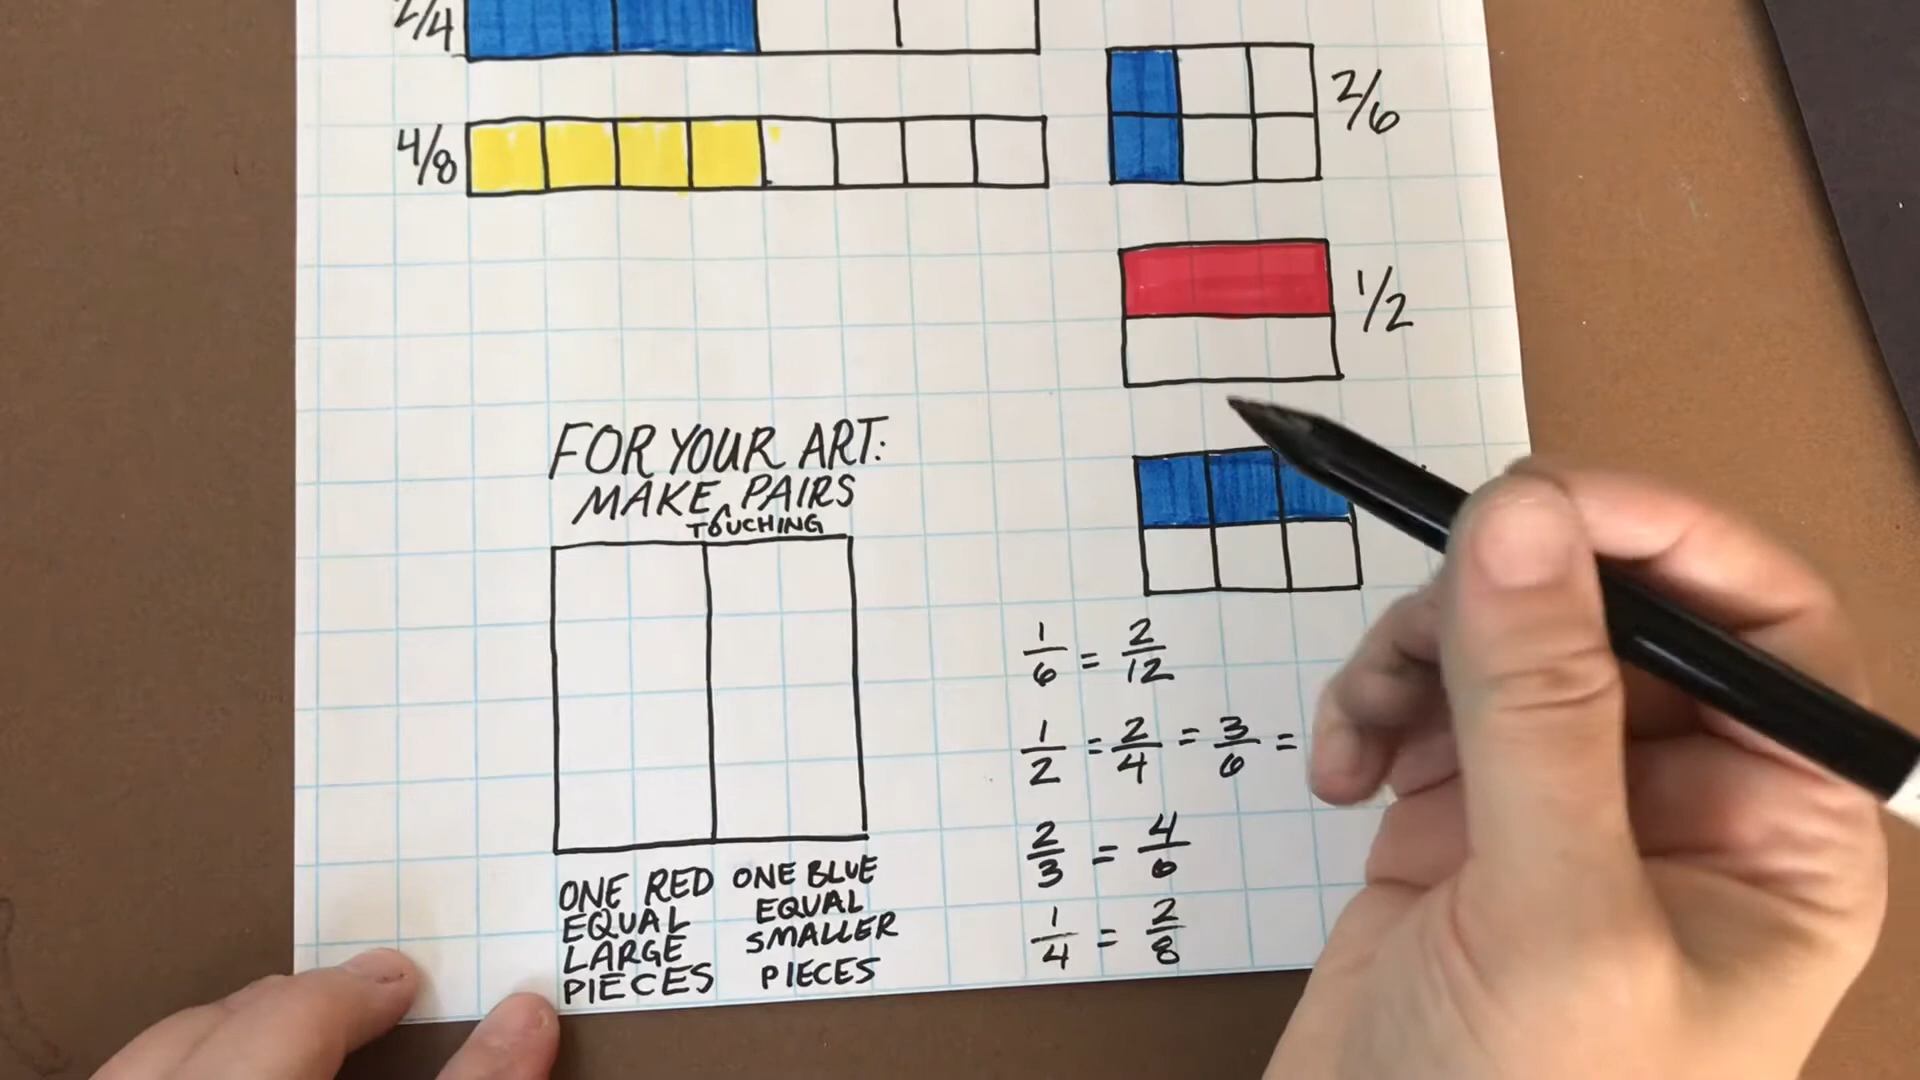 2/4
4/8
2/6
1/2
FOR YOUR ART:
MAKE TOUCHING PAIRS
ONE RED
EQUAL
LARGE
PIECES
ONE BLUE
EQUAL
SMALLER
PIECES
1/6 = 2/12
1/2 = 2/4 = 3/6 =
2/3 = 4/6
1/4 = 2/8